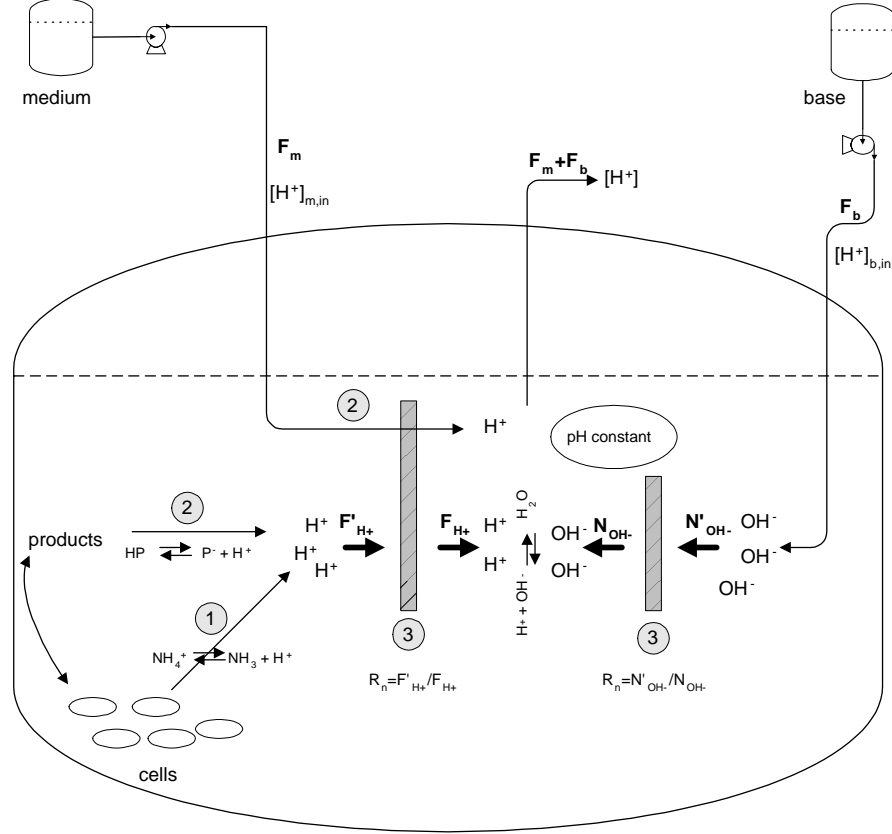 medium
base
F_m
[H⁺]_m,in
F_m+F_b
[H⁺]
F_b
[H⁺]_b,in
2
H⁺
pH constant
2
products
HP
P⁻ + H⁺
H⁺
H⁺
H⁺
F'_H+
F_H+
H⁺
H⁺
H⁺ + OH⁻
H₂O
OH⁻
OH⁻
N_OH-
N'_OH-
OH⁻
OH⁻
OH⁻
1
NH₄⁺
NH₃ + H⁺
3
3
R_n=F'_H+/F_H+
R_n=N'_OH-/N_OH-
cells